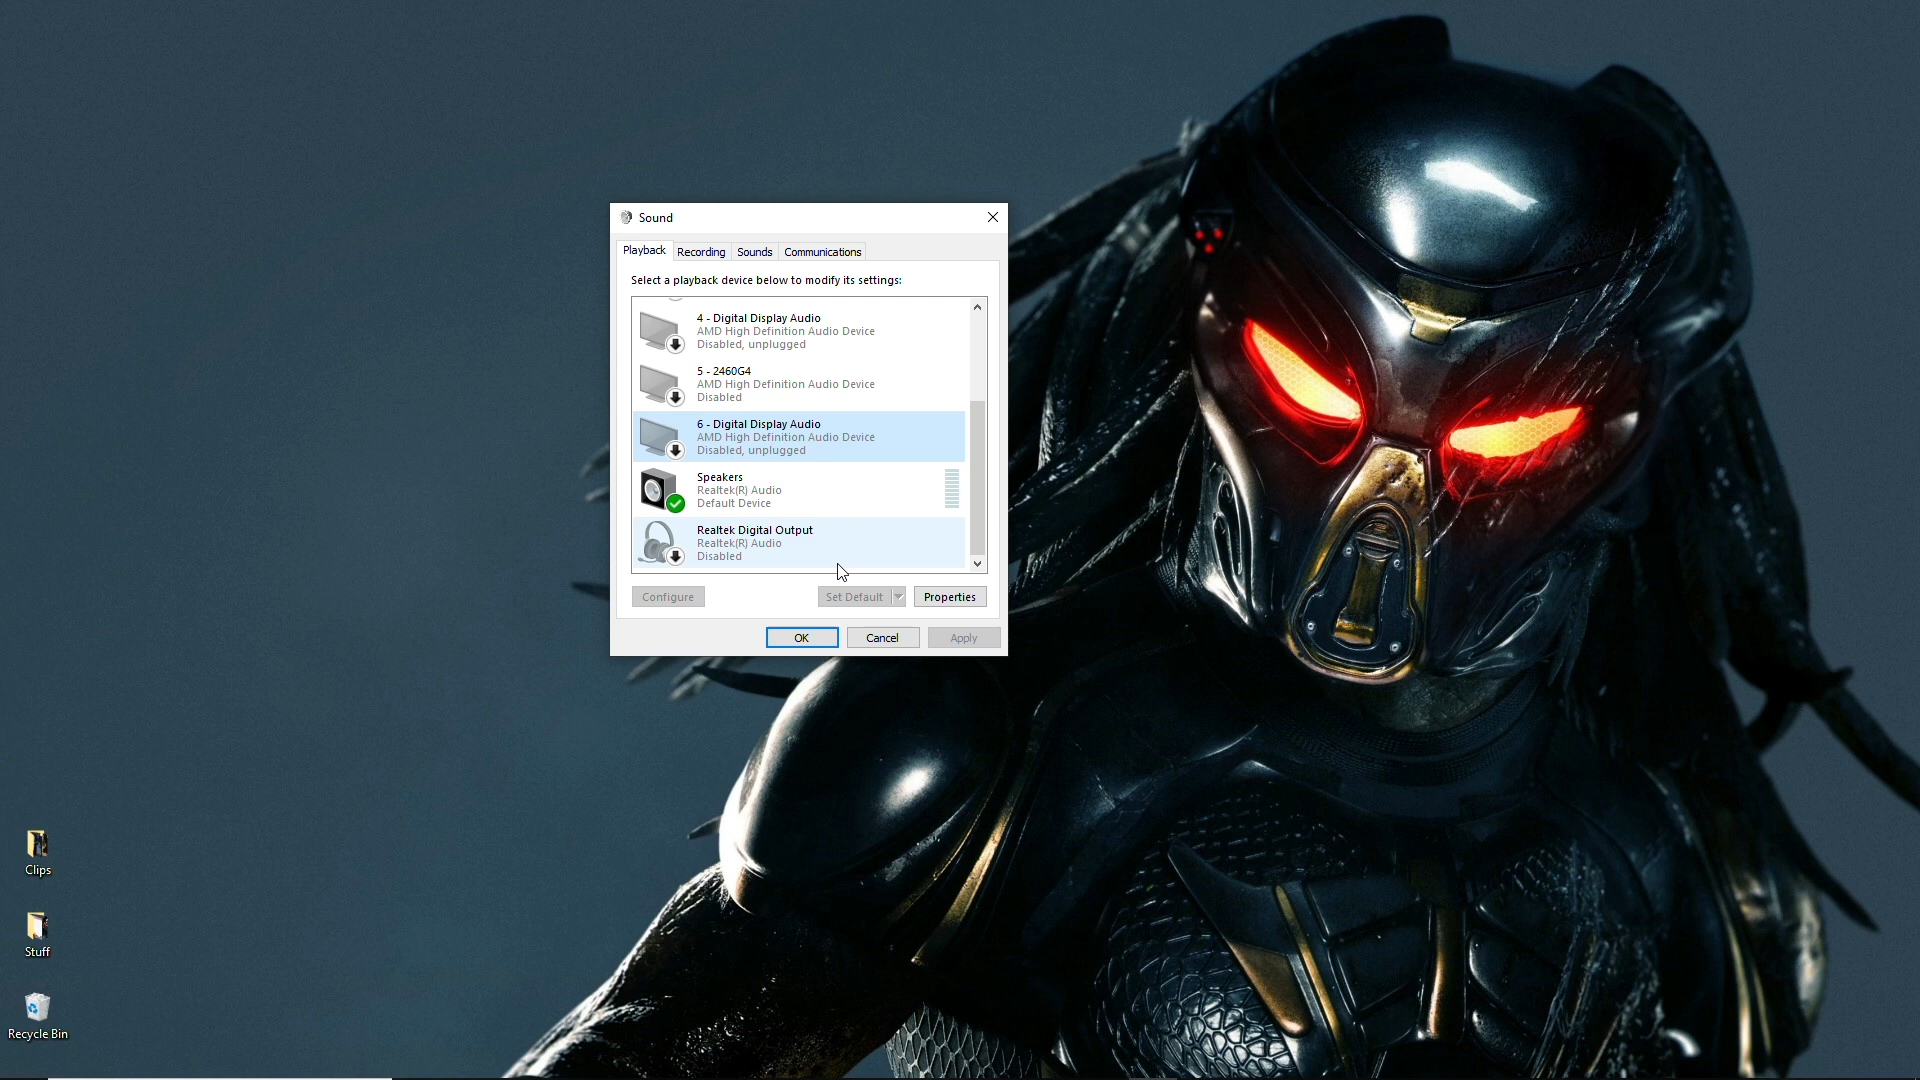 Sound
Playback Recording Sounds Communications
Select a playback device below to modify its settings:
4 - Digital Display Audio
AMD High Definition Audio Device
Disabled, unplugged
5 - 2460G4
AMD High Definition Audio Device
Disabled
6 - Digital Display Audio
AMD High Definition Audio Device
Disabled, unplugged
Speakers
Realtek(R) Audio
Default Device
Realtek Digital Output
Realtek(R) Audio
Disabled
Configure Set Default Properties
OK Cancel Apply
Clips
Stuff
Recycle Bin